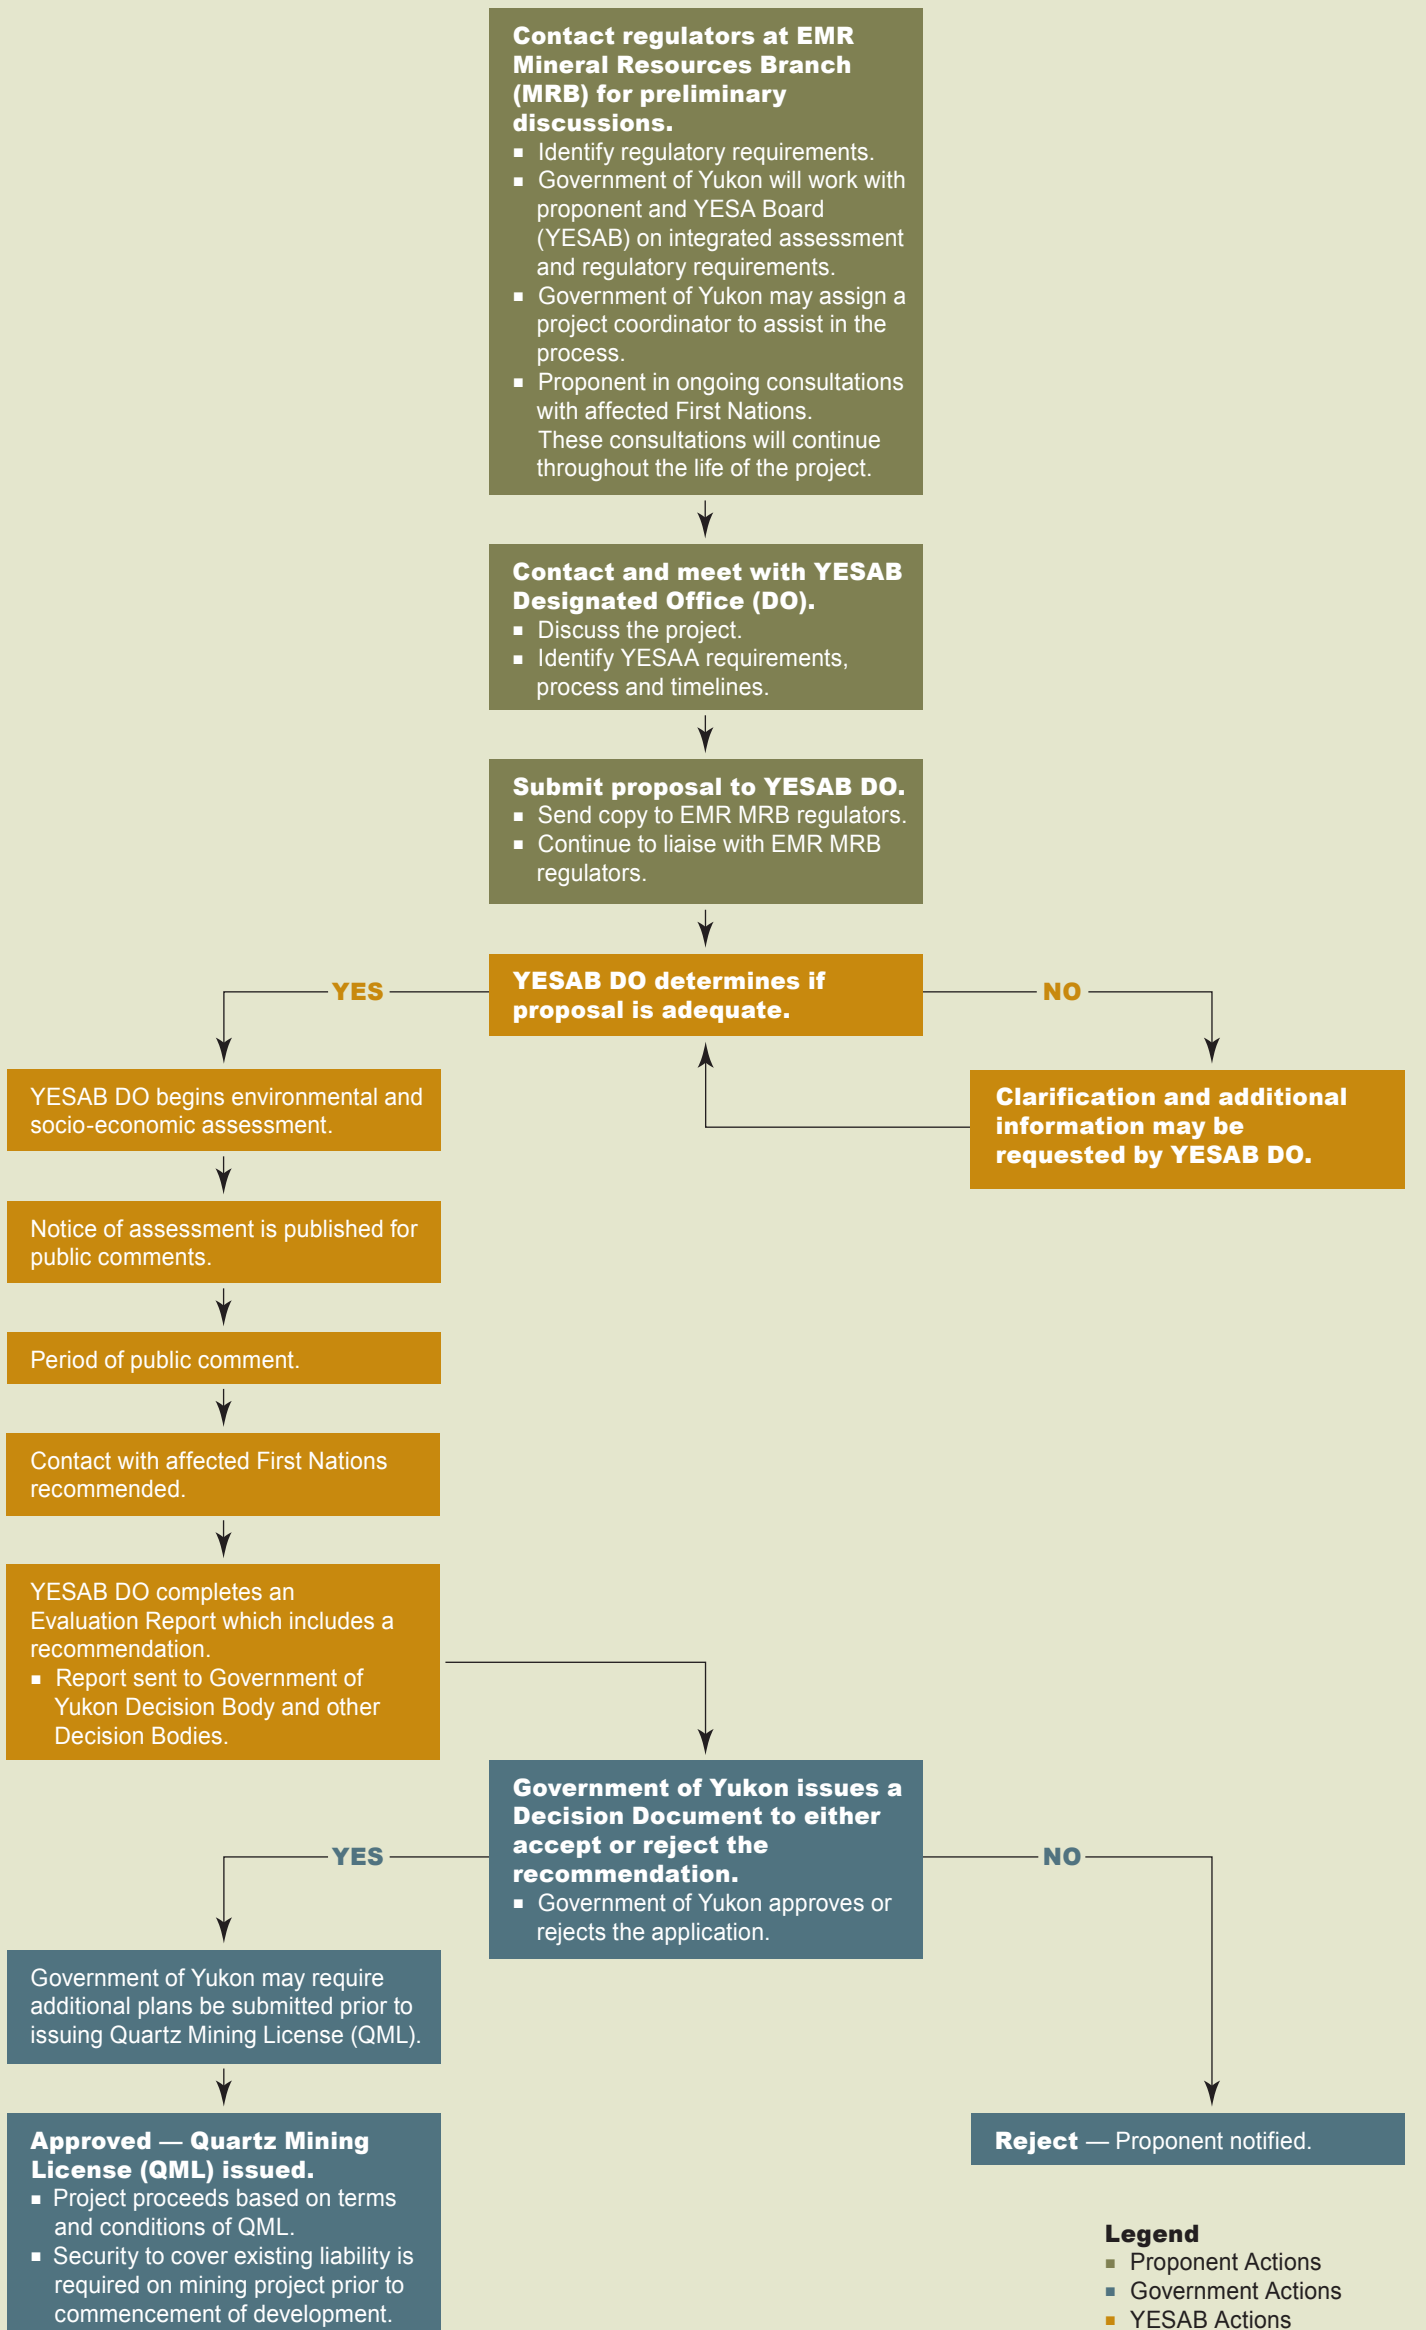 Contact regulators at EMR
Mineral Resources Branch
(MRB) for preliminary
discussions.
▪ Identify regulatory requirements.
▪ Government of Yukon will work with
proponent and YESA Board
(YESAB) on integrated assessment
and regulatory requirements.
▪ Government of Yukon may assign a
project coordinator to assist in the
process.
▪ Proponent in ongoing consultations
with affected First Nations.
These consultations will continue
throughout the life of the project.
Contact and meet with YESAB
Designated Office (DO).
▪ Discuss the project.
▪ Identify YESAA requirements,
process and timelines.
Submit proposal to YESAB DO.
▪ Send copy to EMR MRB regulators.
▪ Continue to liaise with EMR MRB
regulators.
YESAB DO determines if
proposal is adequate.
YES
NO
YESAB DO begins environmental and
socio-economic assessment.
Clarification and additional
information may be
requested by YESAB DO.
Notice of assessment is published for
public comments.
Period of public comment.
Contact with affected First Nations
recommended.
YESAB DO completes an
Evaluation Report which includes a
recommendation.
▪ Report sent to Government of
Yukon Decision Body and other
Decision Bodies.
Government of Yukon issues a
Decision Document to either
accept or reject the
recommendation.
▪ Government of Yukon approves or
rejects the application.
YES
NO
Government of Yukon may require
additional plans be submitted prior to
issuing Quartz Mining License (QML).
Approved — Quartz Mining
License (QML) issued.
▪ Project proceeds based on terms
and conditions of QML.
▪ Security to cover existing liability is
required on mining project prior to
commencement of development.
Reject — Proponent notified.
Legend
▪ Proponent Actions
▪ Government Actions
▪ YESAB Actions